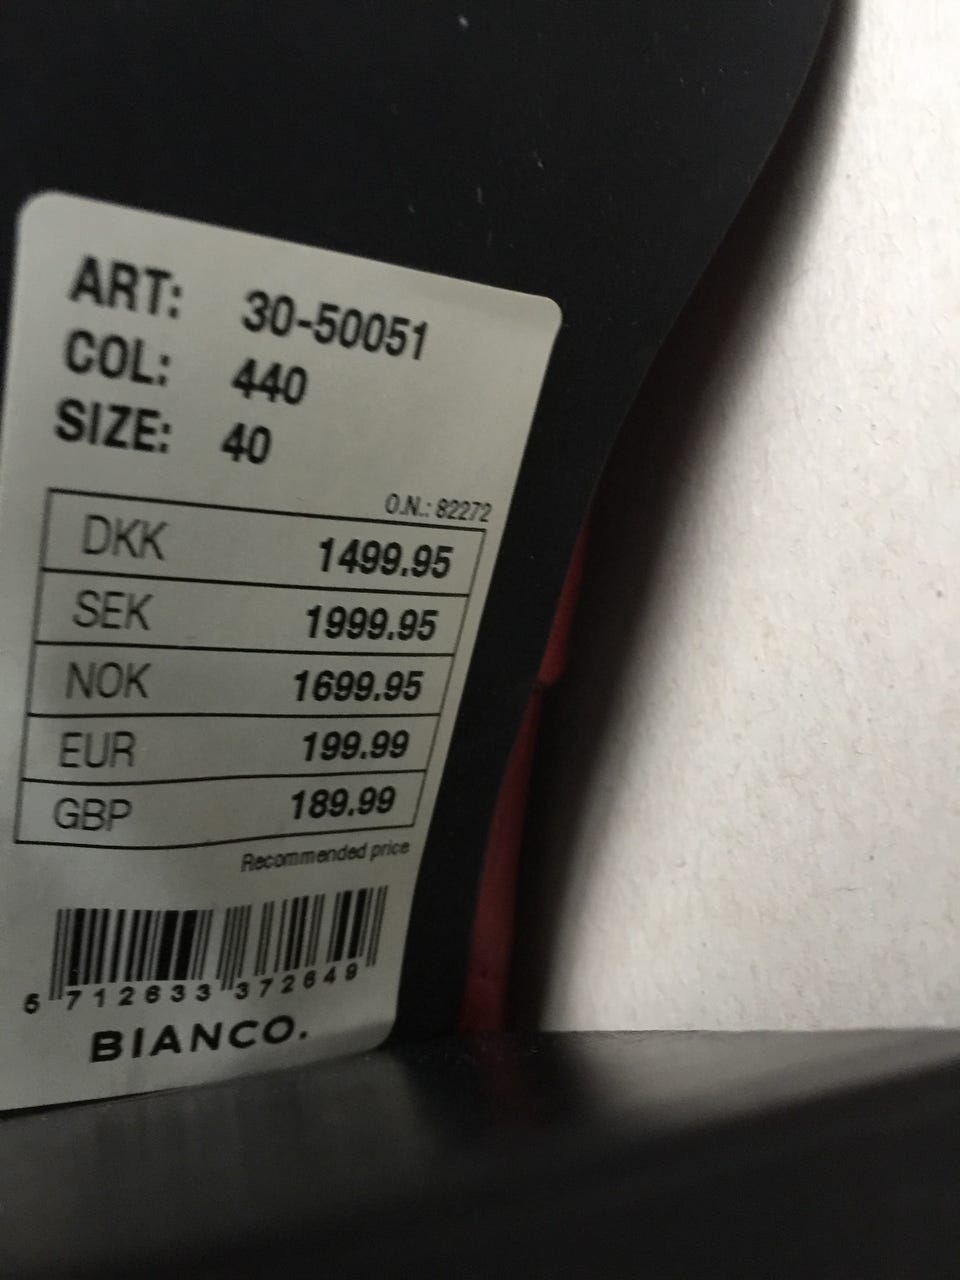 ART: 30-50051
COL: 440
SIZE: 40
O.N.: 82272
DKK 1499.95
SEK 1999.95
NOK 1699.95
EUR 199.99
GBP 189.99
Recommended price
5 712633 372649
BIANCO.